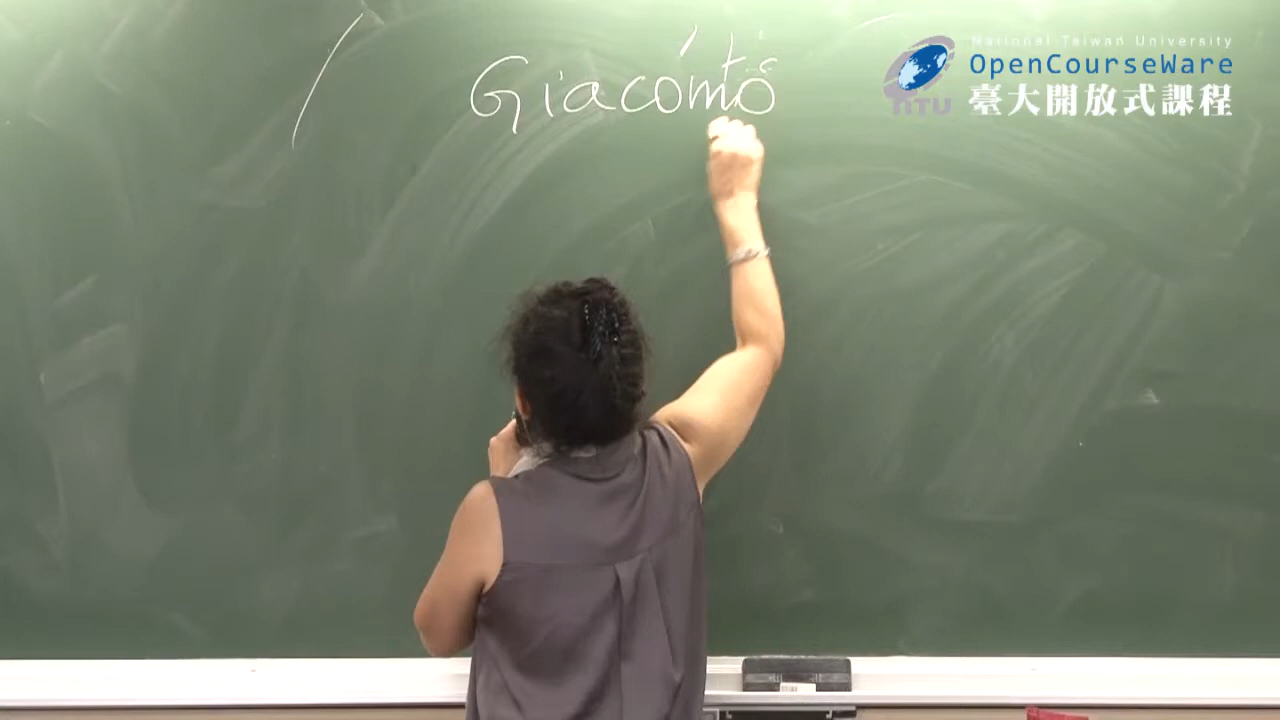 Giacomo
National Taiwan University
OpenCourseWare
臺大開放式課程
NTU